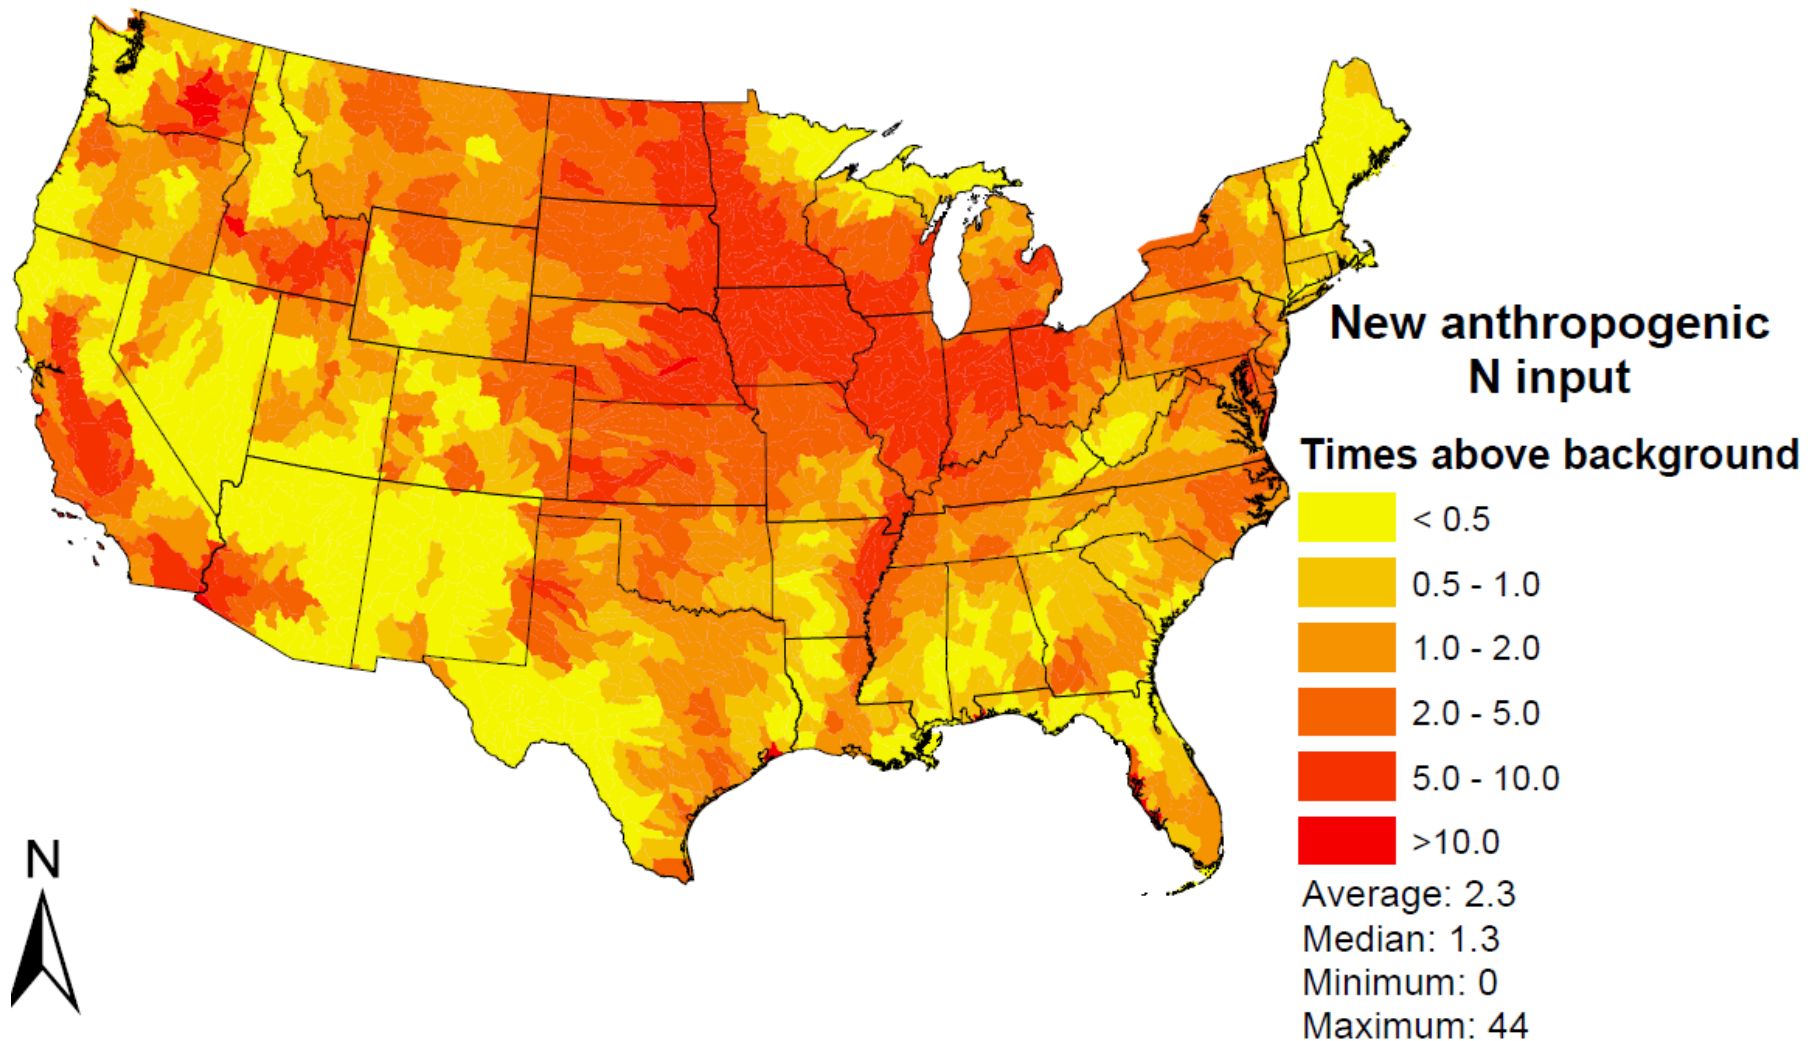 New anthropogenic
N input
Times above background
< 0.5
0.5 - 1.0
1.0 - 2.0
2.0 - 5.0
5.0 - 10.0
>10.0
Average: 2.3
Median: 1.3
Minimum: 0
Maximum: 44
N